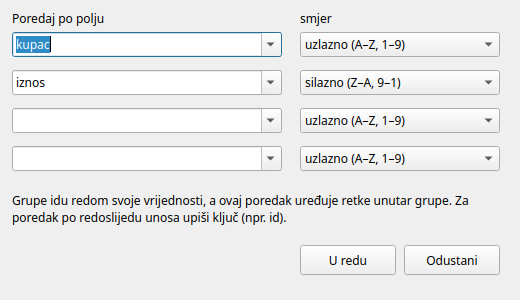 Poredaj po polju smjer
kupac uzlazno (A–Z, 1–9)
iznos silazno (Z–A, 9–1)
uzlazno (A–Z, 1–9)
uzlazno (A–Z, 1–9)
Grupe idu redom svoje vrijednosti, a ovaj poredak uređuje retke unutar grupe. Za
poredak po redoslijedu unosa upiši ključ (npr. id).
U redu Odustani